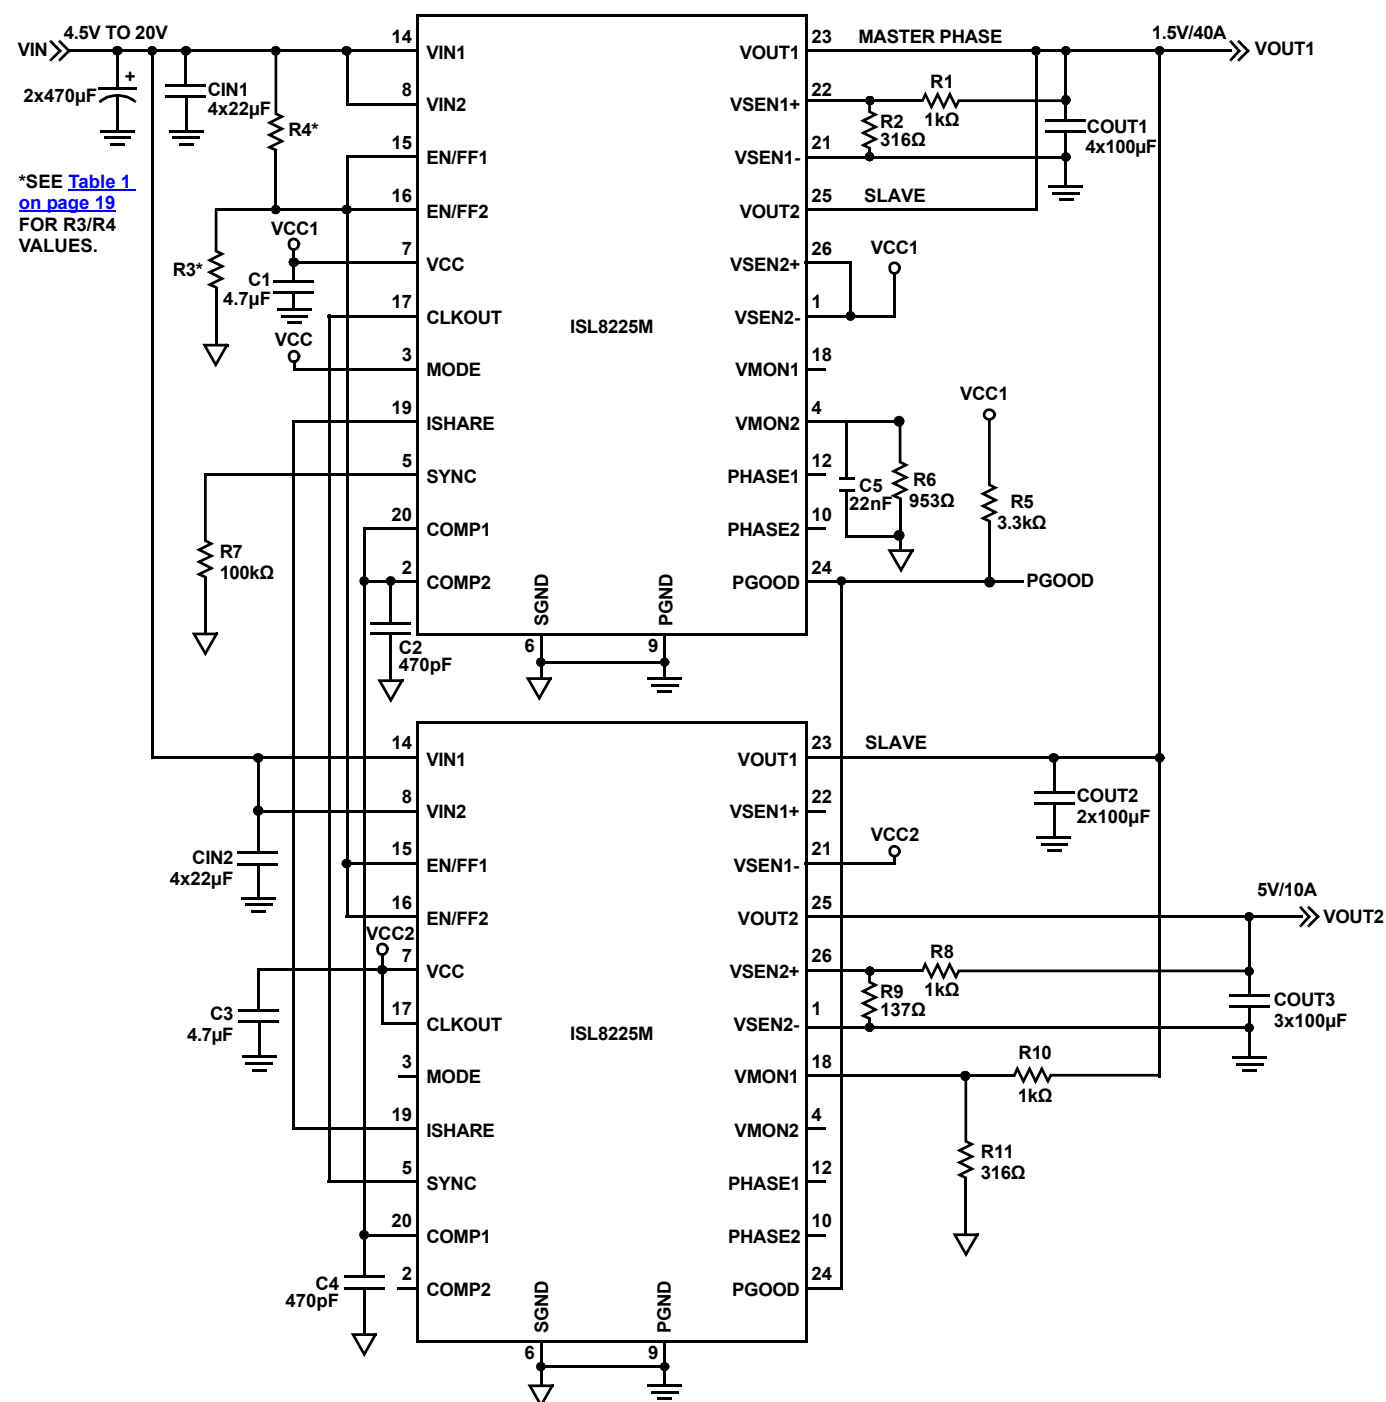 VIN
4.5V TO 20V
2x470µF
+
CIN1
4x22µF
R4*
*SEE Table 1
on page 19
FOR R3/R4
VALUES.
R3*
VCC1
C1
4.7µF
VCC
R7
100kΩ
C2
470pF
14
VIN1
8
VIN2
15
EN/FF1
16
EN/FF2
7
VCC
17
CLKOUT
3
MODE
19
ISHARE
5
SYNC
20
COMP1
2
COMP2
ISL8225M
SGND
6
PGND
9
VOUT1
23
MASTER PHASE
1.5V/40A
VOUT1
VSEN1+
22
R1
1kΩ
R2
316Ω
COUT1
4x100µF
VSEN1-
21
VOUT2
25
SLAVE
VSEN2+
26
VCC1
VSEN2-
1
VMON1
18
VMON2
4
VCC1
PHASE1
12
C5
22nF
R6
953Ω
R5
3.3kΩ
PHASE2
10
PGOOD
24
PGOOD
14
VIN1
8
VIN2
CIN2
4x22µF
15
EN/FF1
16
EN/FF2
VCC2
7
VCC
C3
4.7µF
17
CLKOUT
3
MODE
19
ISHARE
5
SYNC
20
COMP1
C4
470pF
2
COMP2
ISL8225M
SGND
6
PGND
9
VOUT1
23
SLAVE
COUT2
2x100µF
VSEN1+
22
VSEN1-
21
VCC2
VOUT2
25
5V/10A
VOUT2
VSEN2+
26
R8
1kΩ
R9
137Ω
COUT3
3x100µF
VSEN2-
1
VMON1
18
R10
1kΩ
VMON2
4
R11
316Ω
PHASE1
12
PHASE2
10
PGOOD
24